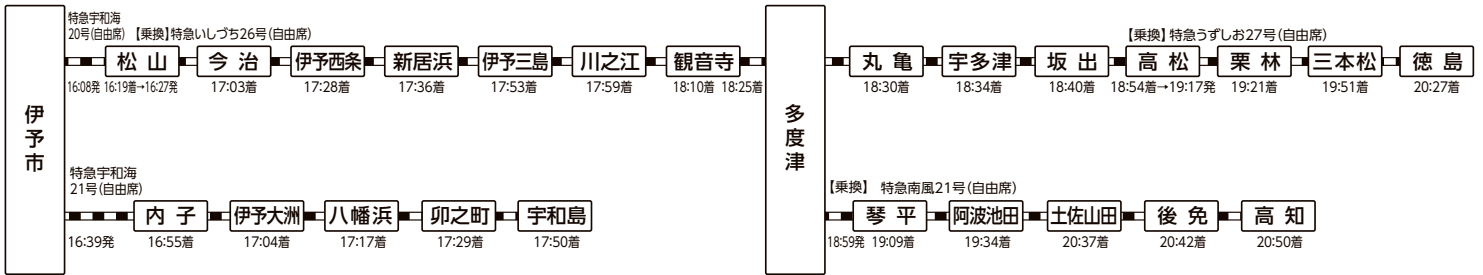 特急宇和海
20号(自由席)
【乗換】特急いしづち26号(自由席)
松山
今治
伊予西条
新居浜
伊予三島
川之江
観音寺
16:08発
16:19着→16:27発
17:03着
17:28着
17:36着
17:53着
17:59着
18:10着
18:25着
伊予市
特急宇和海
21号(自由席)
内子
伊予大洲
八幡浜
卯之町
宇和島
16:39発
16:55着
17:04着
17:17着
17:29着
17:50着
多度津
【乗換】特急うずしお27号(自由席)
丸亀
宇多津
坂出
高松
栗林
三本松
徳島
18:30着
18:34着
18:40着
18:54着→19:17発
19:21着
19:51着
20:27着
【乗換】 特急南風21号(自由席)
琴平
阿波池田
土佐山田
後免
高知
18:59発
19:09着
19:34着
20:37着
20:42着
20:50着